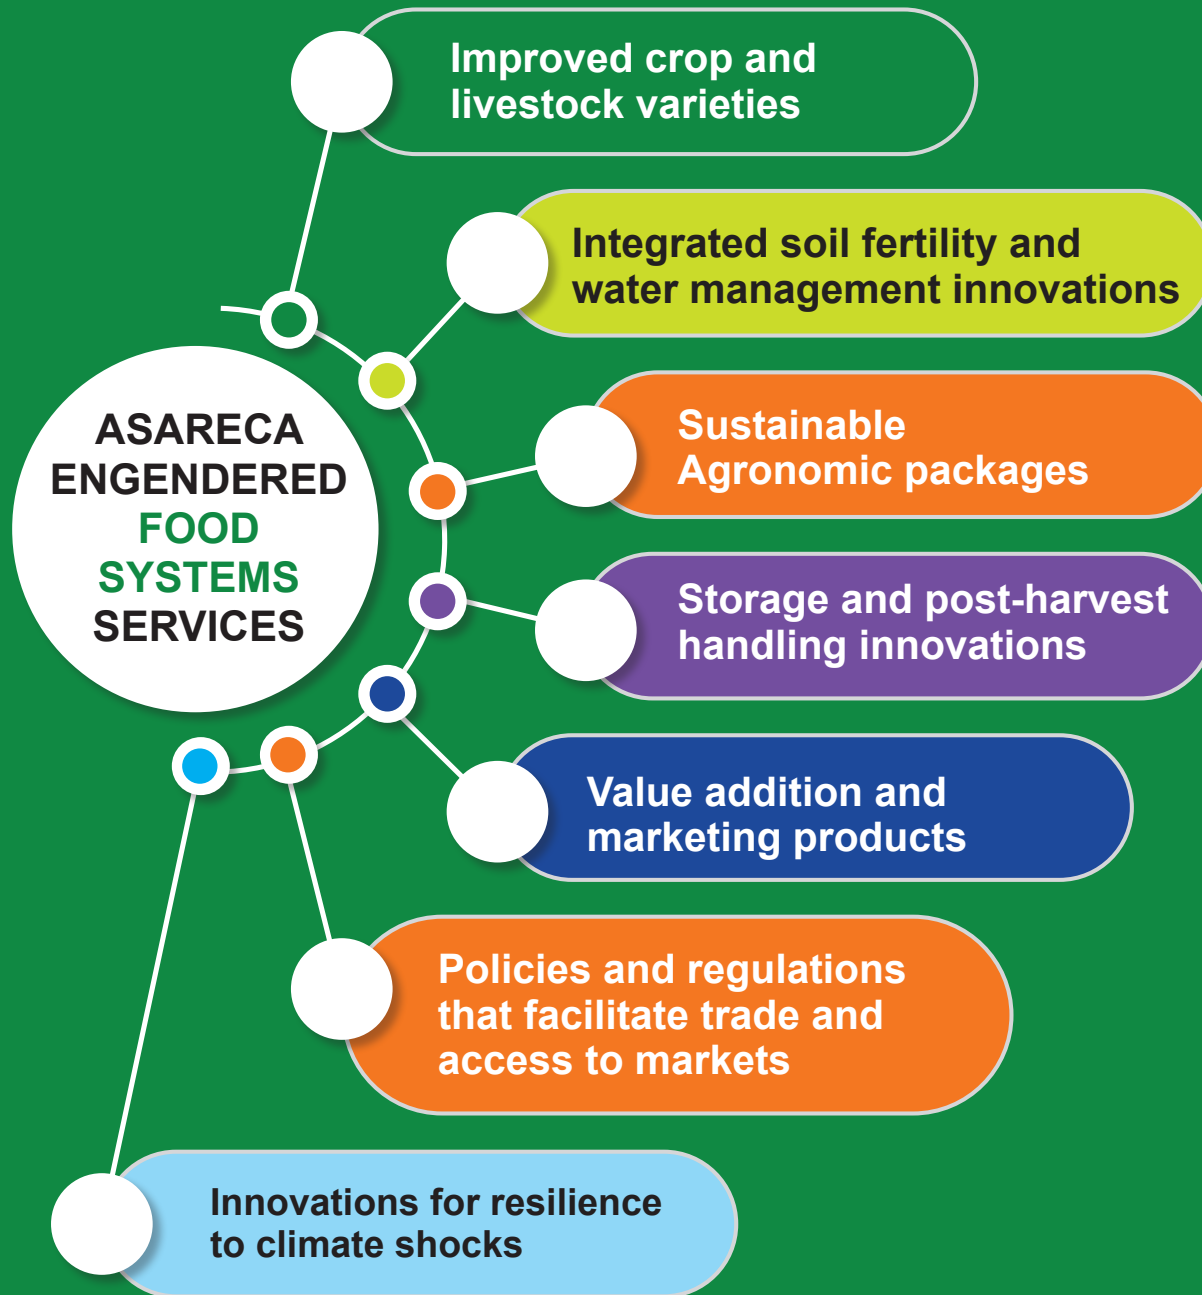 Improved crop and
livestock varieties
Integrated soil fertility and
water management innovations
ASARECA
ENGENDERED
FOOD
SYSTEMS
SERVICES
Sustainable
Agronomic packages
Storage and post-harvest
handling innovations
Value addition and
marketing products
Policies and regulations
that facilitate trade and
access to markets
Innovations for resilience
to climate shocks